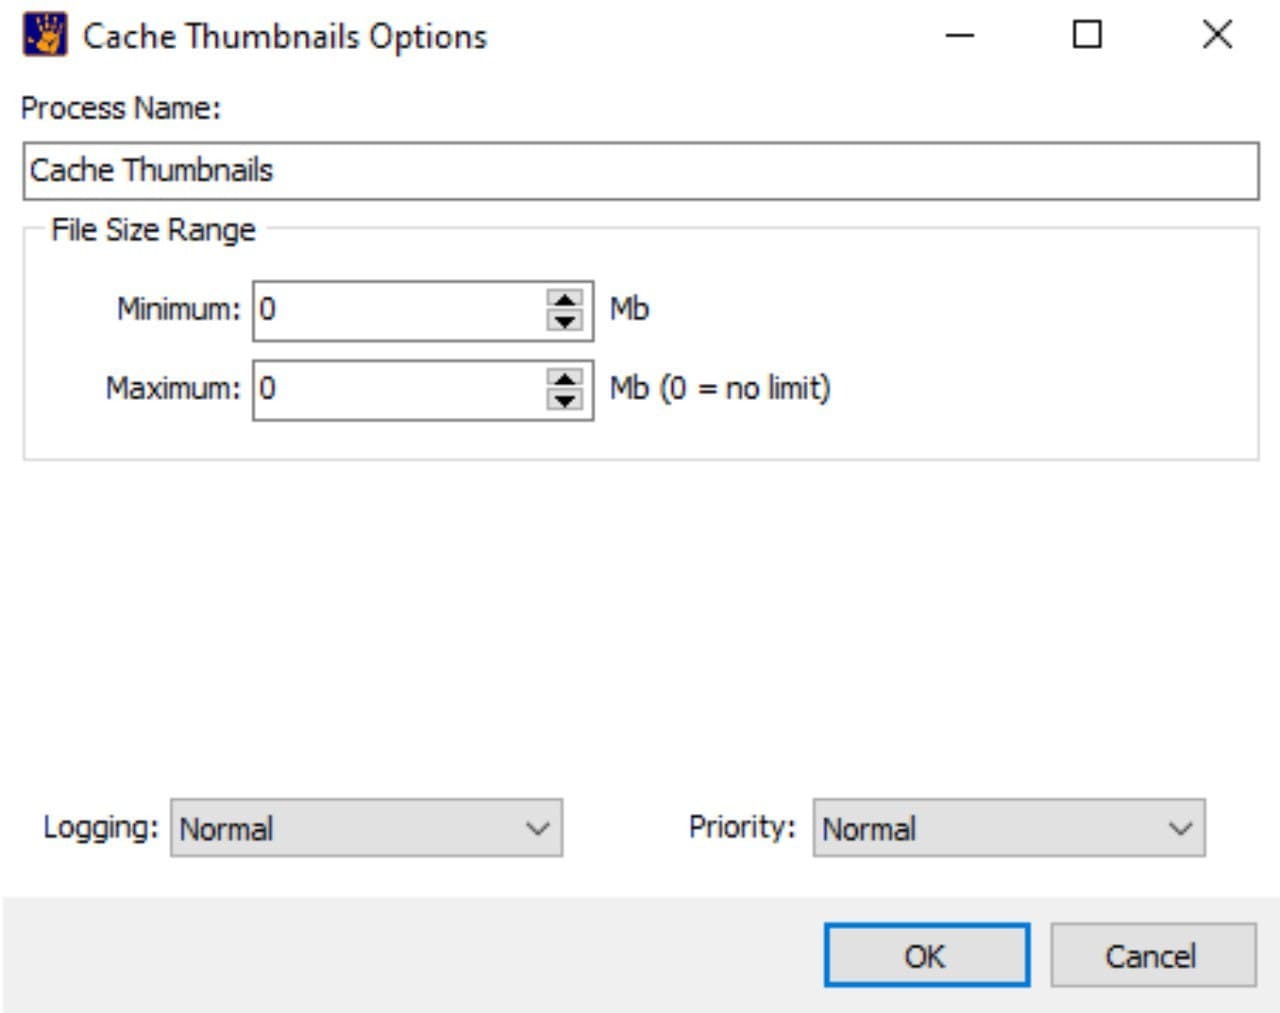 Cache Thumbnails Options
Process Name:
Cache Thumbnails
File Size Range
Minimum: 0 Mb
Maximum: 0 Mb (0 = no limit)
Logging: Normal Priority: Normal
OK Cancel